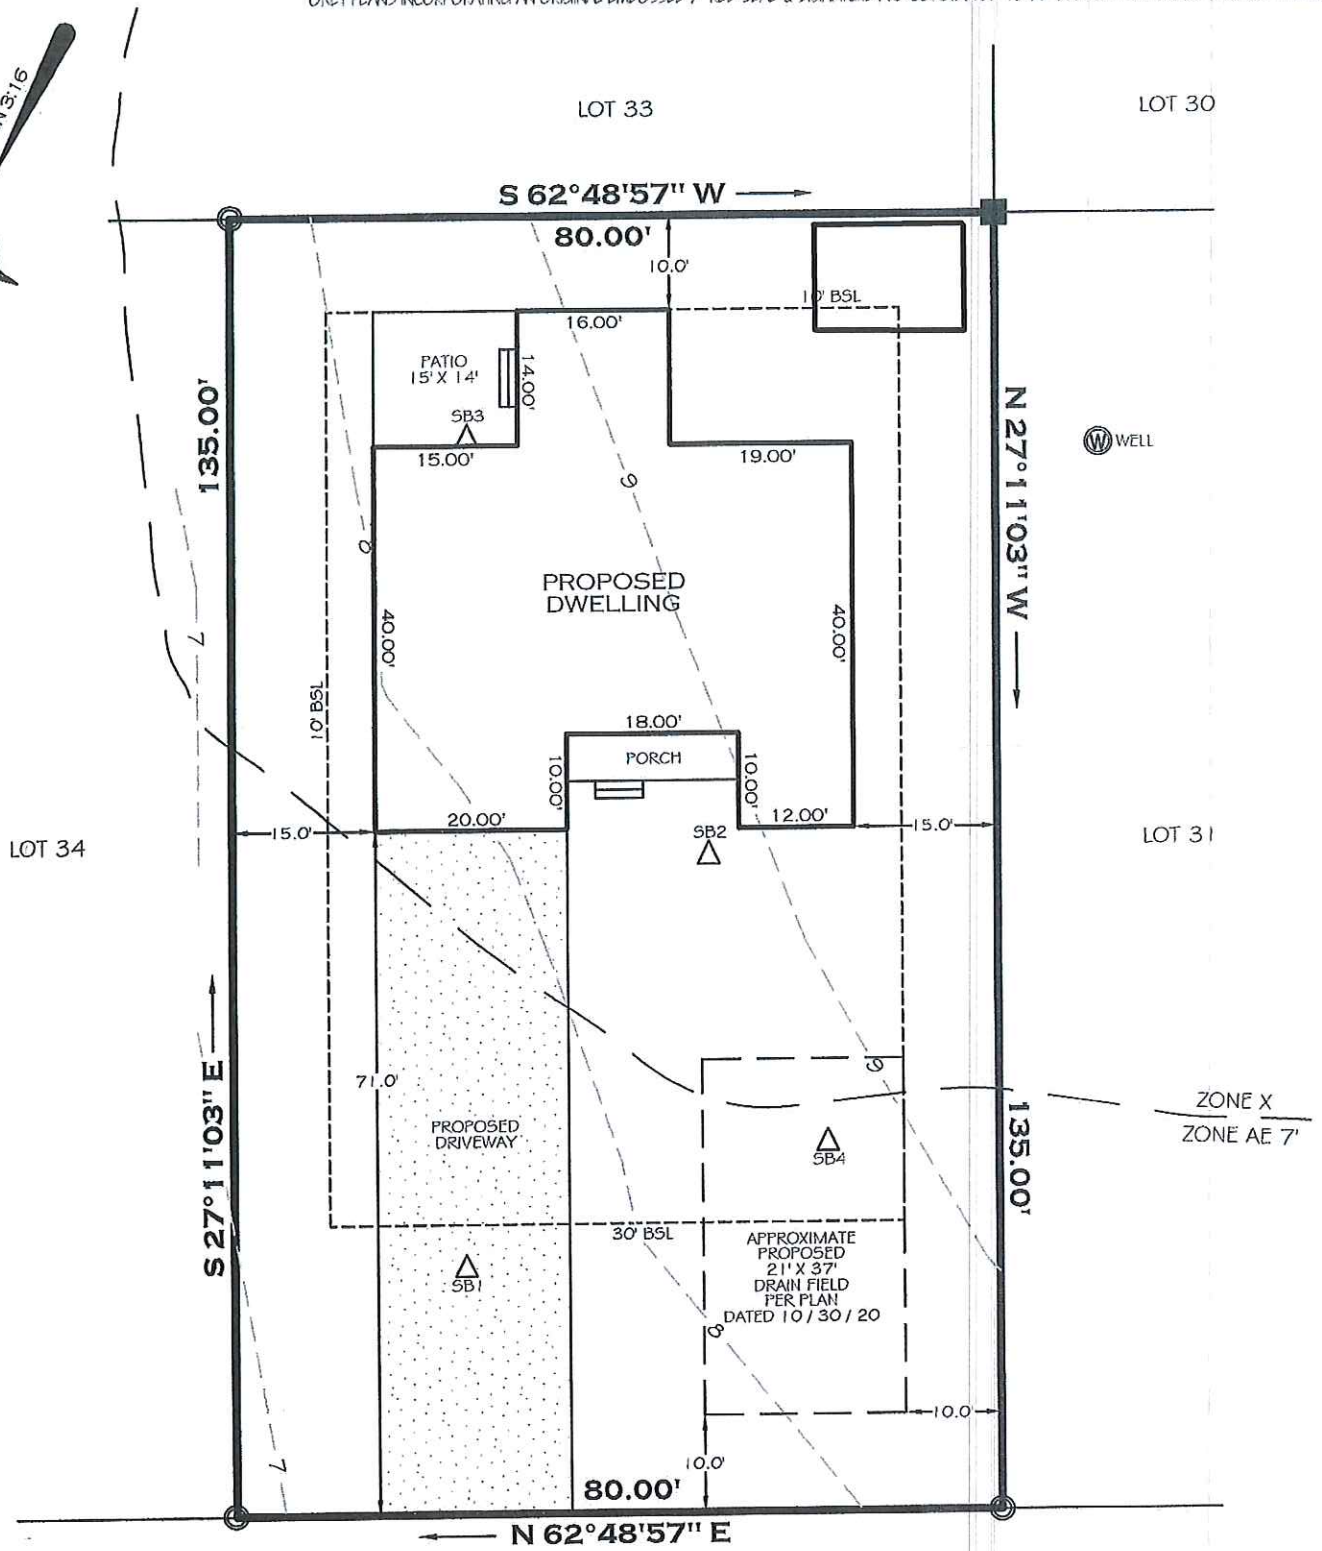 3:16
LOT 33
LOT 30
S 62°48'57" W
80.00'
10.0'
10' BSL
16.00'
PATIO
15' X 14'
14.00'
SB3
15.00'
19.00'
135.00'
N 27°11'03" W
W WELL
9
8
PROPOSED
DWELLING
40.00'
40.00'
7
10' BSL
18.00'
PORCH
10.00'
10.00'
20.00'
12.00'
SB2
15.0'
15.0'
LOT 34
LOT 31
S 27°11'03" E
71.0'
9
PROPOSED
DRIVEWAY
SB4
ZONE X
ZONE AE 7'
135.00'
30' BSL
SB1
APPROXIMATE
PROPOSED
21' X 37'
DRAIN FIELD
PER PLAN
DATED 10 / 30 / 20
8
10.0'
10.0'
7
80.00'
N 62°48'57" E